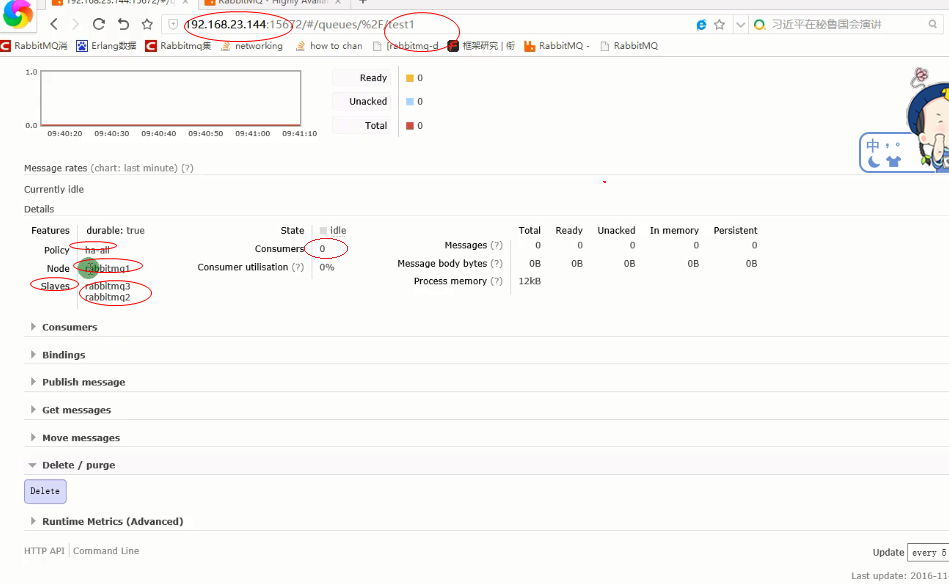 RabbitMQ - Highly Availa
192.168.23.144:15672/#/queues/%2F/test1
习近平在秘鲁国会演讲
RabbitMQ消 Erlang数据 Rabbitmq集 networking how to chan [rabbitmq-d 框架研究 | 衔 RabbitMQ - RabbitMQ
1.0
0.0
09:40:20 09:40:30 09:40:40 09:40:50 09:41:00 09:41:10
Ready 0
Unacked 0
Total 0
中
Message rates (chart: last minute) (?)
Currently idle
Details
Features durable: true
Policy ha-all
Node rabbitmq1
Slaves rabbitmq3
rabbitmq2
State idle
Consumers 0
Consumer utilisation (?) 0%
Total Ready Unacked In memory Persistent
Messages (?) 0 0 0 0 0
Message body bytes (?) 0B 0B 0B 0B 0B
Process memory (?) 12kB
Consumers
Bindings
Publish message
Get messages
Move messages
Delete / purge
Delete
Runtime Metrics (Advanced)
HTTP API Command Line
Update every 5
Last update: 2016-11